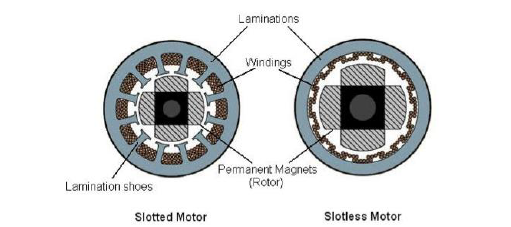 Laminations
Windings
Permanent Magnets
(Rotor)
Lamination shoes
Slotted Motor
Slotless Motor